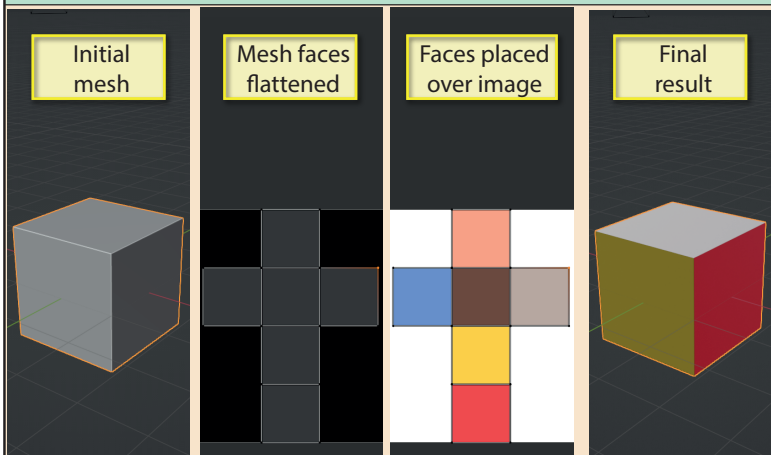 Initial
mesh
Mesh faces
flattened
Faces placed
over image
Final
result